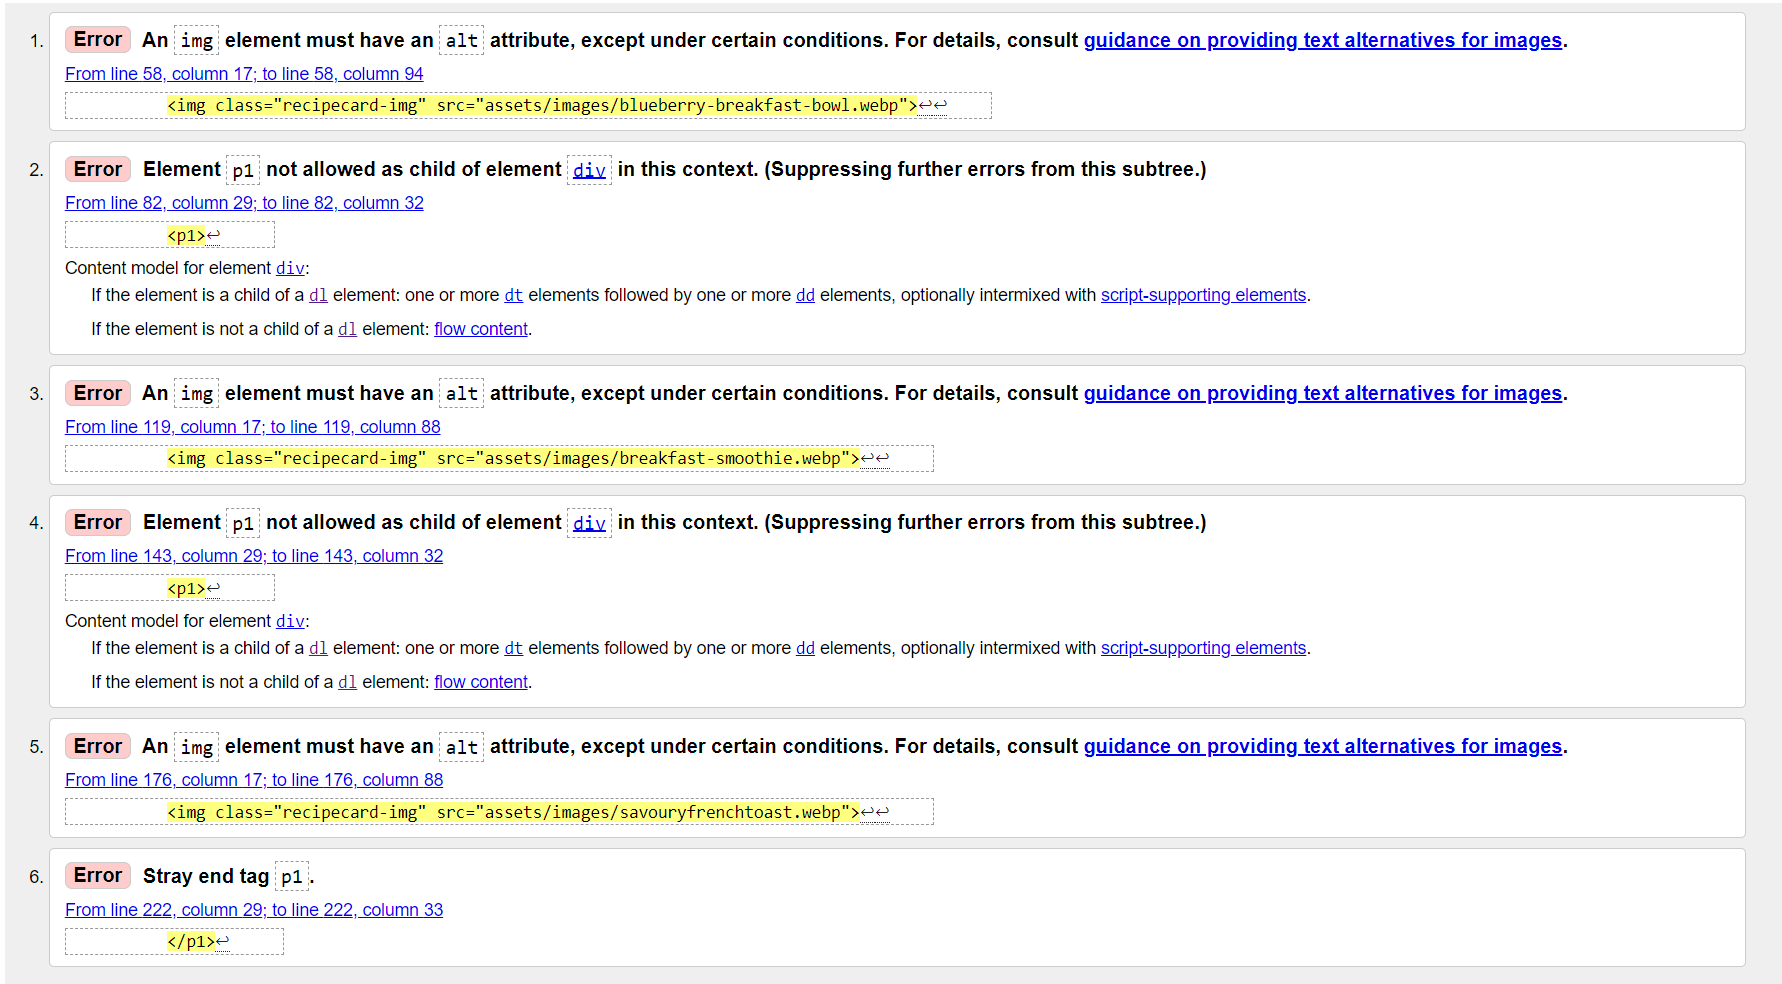 1. Error An img element must have an alt attribute, except under certain conditions. For details, consult guidance on providing text alternatives for images.
From line 58, column 17; to line 58, column 94
<img class="recipecard-img" src="assets/images/blueberry-breakfast-bowl.webp">↩↩
2. Error Element p1 not allowed as child of element div in this context. (Suppressing further errors from this subtree.)
From line 82, column 29; to line 82, column 32
<p1>↩
Content model for element div:
If the element is a child of a dl element: one or more dt elements followed by one or more dd elements, optionally intermixed with script-supporting elements.
If the element is not a child of a dl element: flow content.
3. Error An img element must have an alt attribute, except under certain conditions. For details, consult guidance on providing text alternatives for images.
From line 119, column 17; to line 119, column 88
<img class="recipecard-img" src="assets/images/breakfast-smoothie.webp">↩↩
4. Error Element p1 not allowed as child of element div in this context. (Suppressing further errors from this subtree.)
From line 143, column 29; to line 143, column 32
<p1>↩
Content model for element div:
If the element is a child of a dl element: one or more dt elements followed by one or more dd elements, optionally intermixed with script-supporting elements.
If the element is not a child of a dl element: flow content.
5. Error An img element must have an alt attribute, except under certain conditions. For details, consult guidance on providing text alternatives for images.
From line 176, column 17; to line 176, column 88
<img class="recipecard-img" src="assets/images/savouryfrenchtoast.webp">↩↩
6. Error Stray end tag p1.
From line 222, column 29; to line 222, column 33
</p1>↩